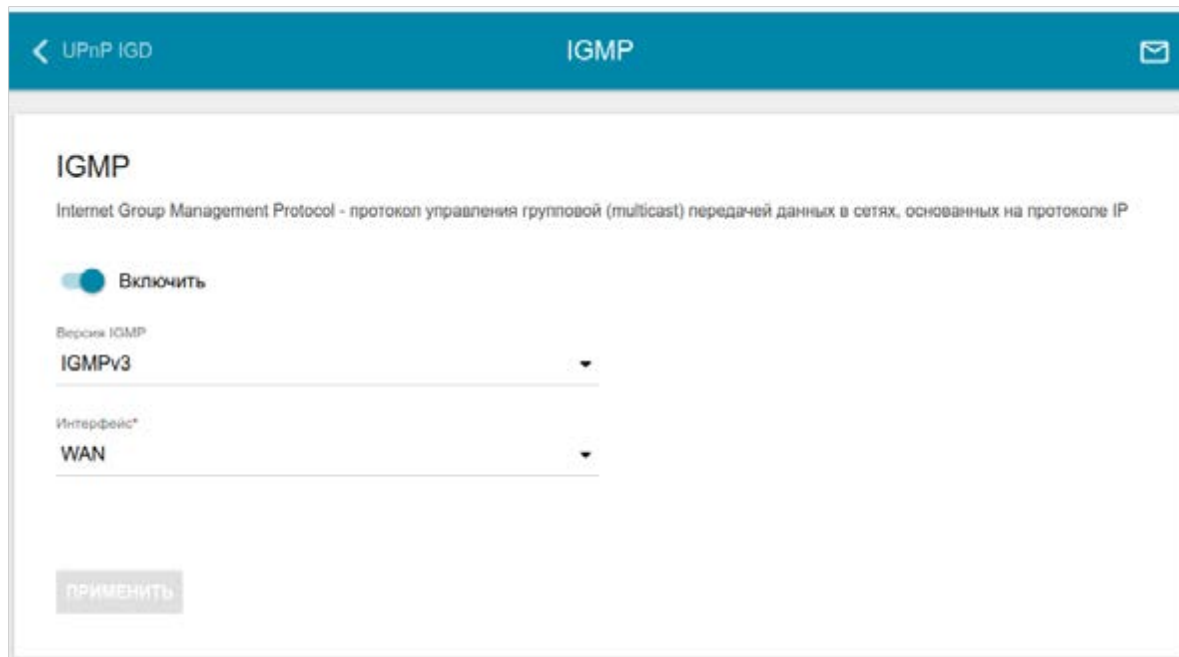 UPnP IGD
IGMP
IGMP
Internet Group Management Protocol - протокол управления групповой (multicast) передачей данных в сетях, основанных на протоколе IP
Включить
Версия IGMP
IGMPv3
Интерфейс*
WAN
ПРИМЕНИТЬ